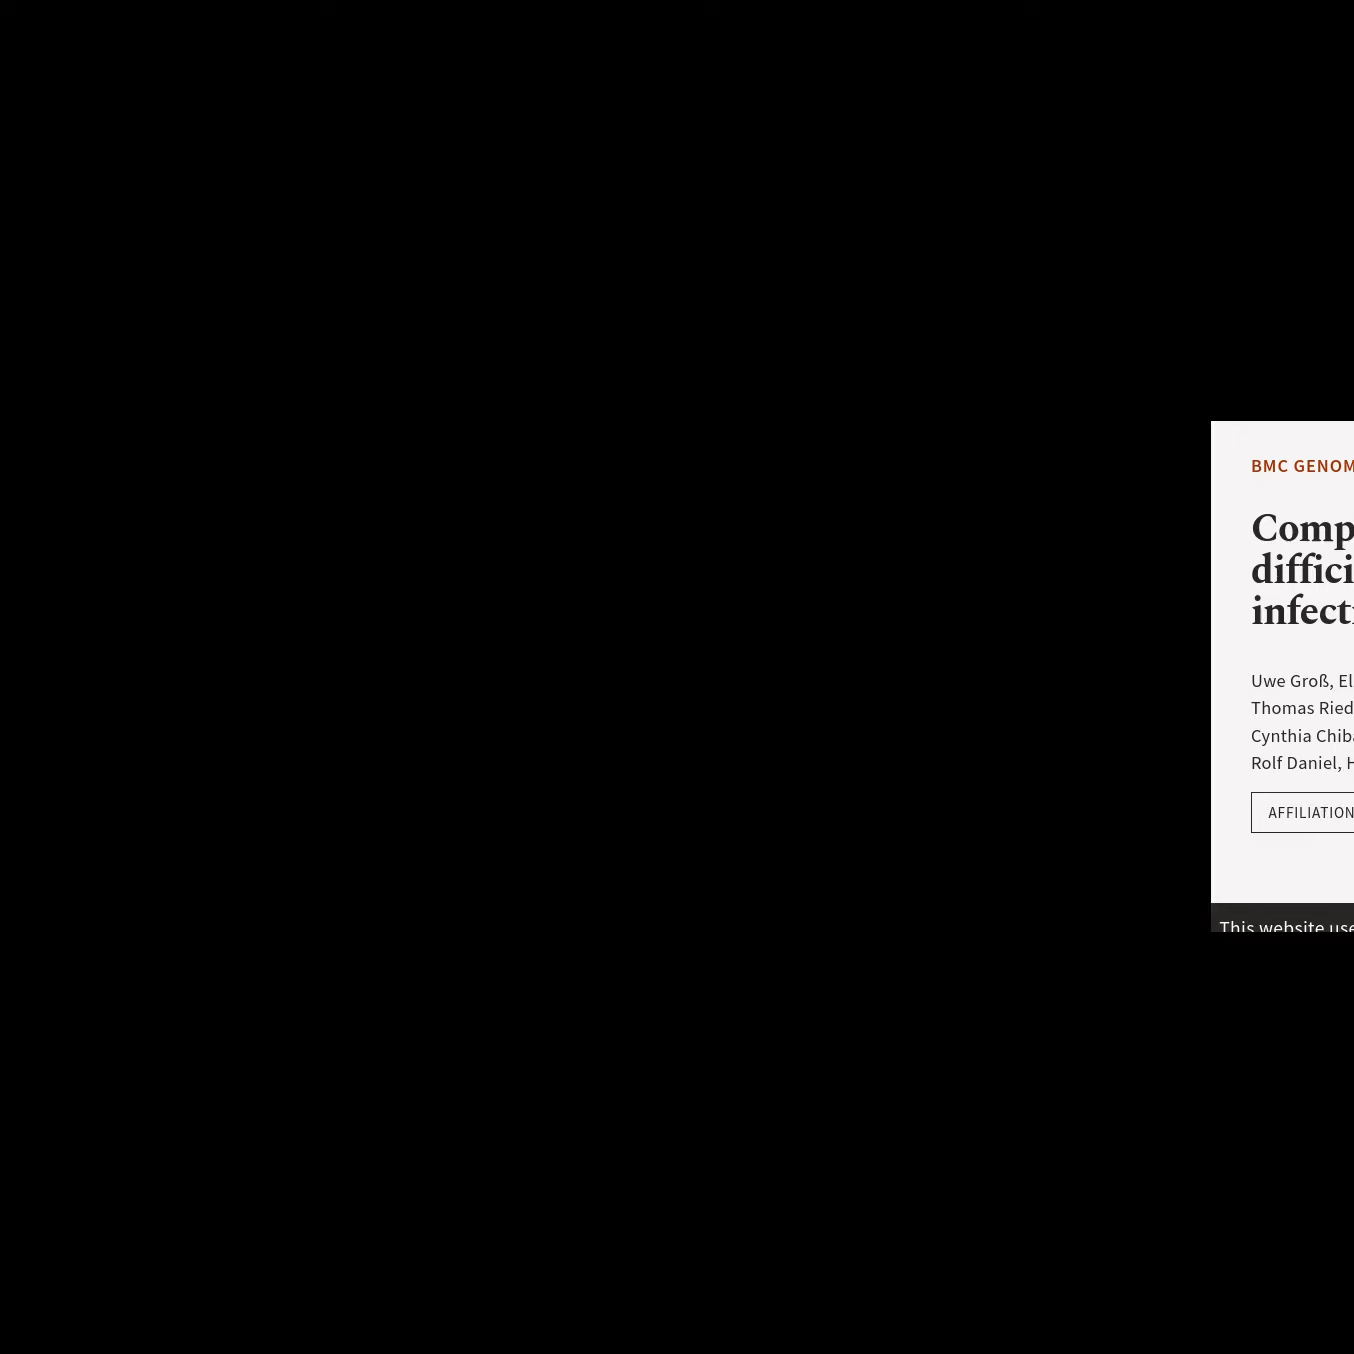 BMC GENOM
Comp
diffici
infect
Uwe Groß, El
Thomas Ried
Cynthia Chib
Rolf Daniel, H
AFFILIATION
This website use